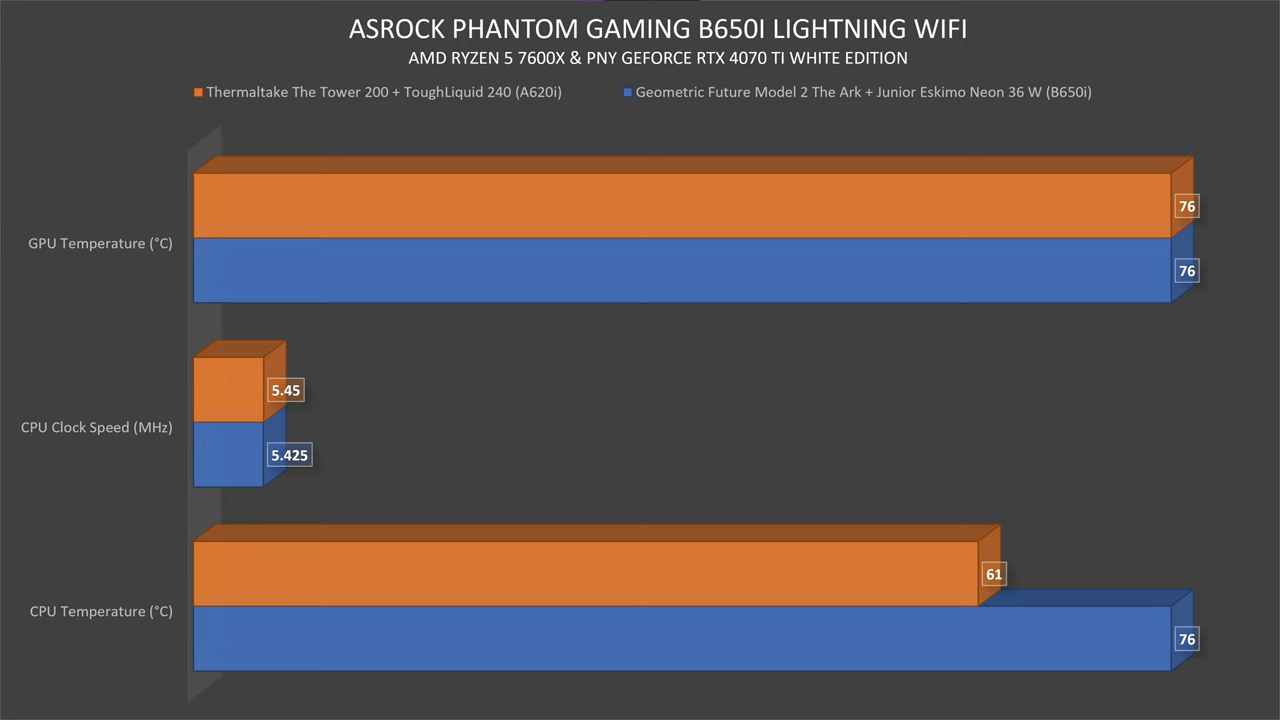 ASROCK PHANTOM GAMING B650I LIGHTNING WIFI
AMD RYZEN 5 7600X & PNY GEFORCE RTX 4070 TI WHITE EDITION
Thermaltake The Tower 200 + ToughLiquid 240 (A620i)
Geometric Future Model 2 The Ark + Junior Eskimo Neon 36 W (B650i)
GPU Temperature (°C)
76
76
CPU Clock Speed (MHz)
5.45
5.425
CPU Temperature (°C)
61
76